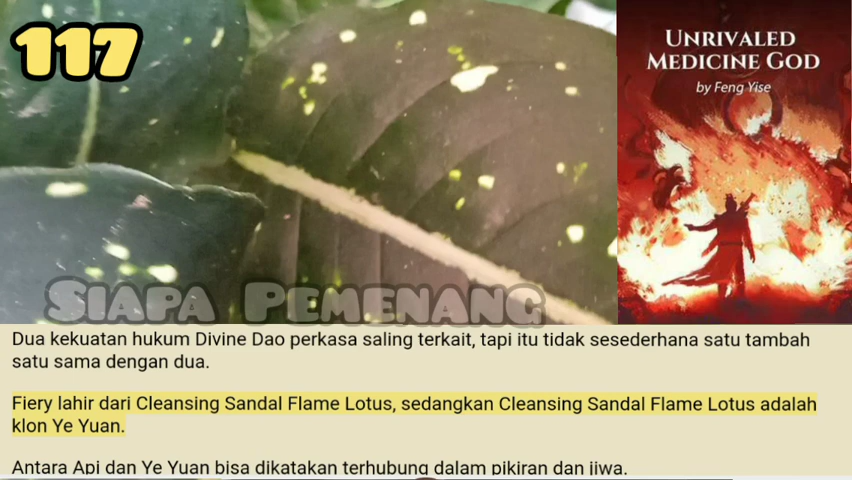 117
UNRIVALED
MEDICINE GOD
by Feng Yise
SIAPA PEMENANG
Dua kekuatan hukum Divine Dao perkasa saling terkait, tapi itu tidak sesederhana satu tambah
satu sama dengan dua.
Fiery lahir dari Cleansing Sandal Flame Lotus, sedangkan Cleansing Sandal Flame Lotus adalah
klon Ye Yuan.
Antara Api dan Ye Yuan bisa dikatakan terhubung dalam pikiran dan jiwa.